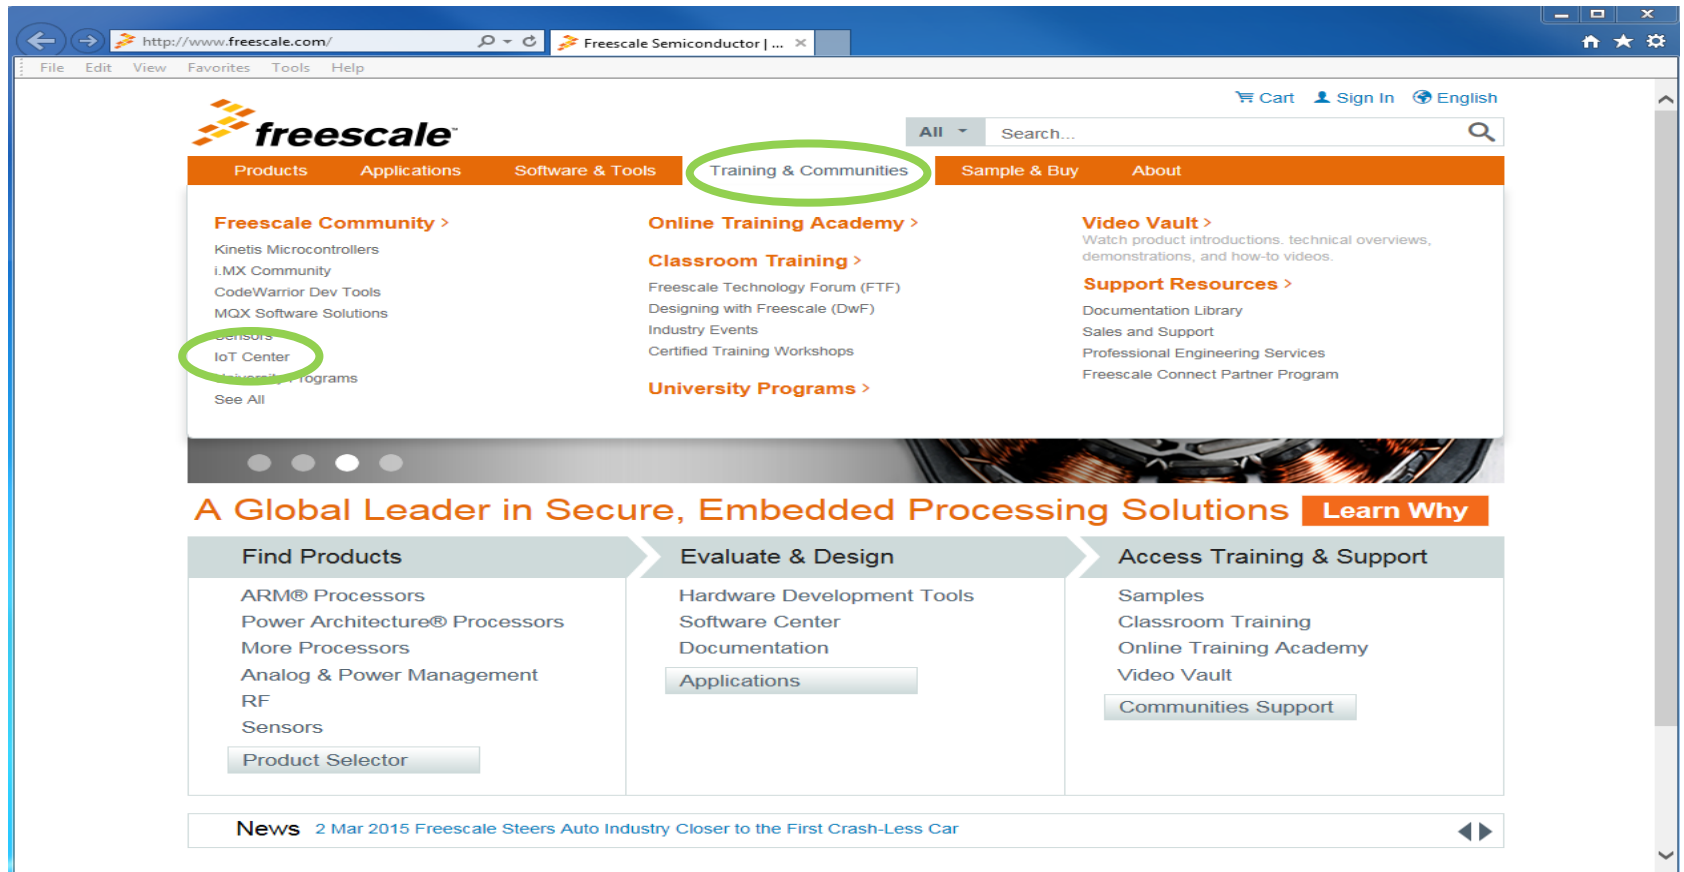 http://www.freescale.com/
Freescale Semiconductor | ...
File Edit View Favorites Tools Help
Cart Sign In English
freescale™
All Search...
Products Applications Software & Tools Training & Communities Sample & Buy About
Freescale Community >
Kinetis Microcontrollers
i.MX Community
CodeWarrior Dev Tools
MQX Software Solutions
Sensors
IoT Center
University Programs
See All
Online Training Academy >
Classroom Training >
Freescale Technology Forum (FTF)
Designing with Freescale (DwF)
Industry Events
Certified Training Workshops
University Programs >
Video Vault >
Watch product introductions. technical overviews,
demonstrations, and how-to videos.
Support Resources >
Documentation Library
Sales and Support
Professional Engineering Services
Freescale Connect Partner Program
A Global Leader in Secure, Embedded Processing Solutions Learn Why
Find Products
ARM® Processors
Power Architecture® Processors
More Processors
Analog & Power Management
RF
Sensors
Product Selector
Evaluate & Design
Hardware Development Tools
Software Center
Documentation
Applications
Access Training & Support
Samples
Classroom Training
Online Training Academy
Video Vault
Communities Support
News 2 Mar 2015 Freescale Steers Auto Industry Closer to the First Crash-Less Car